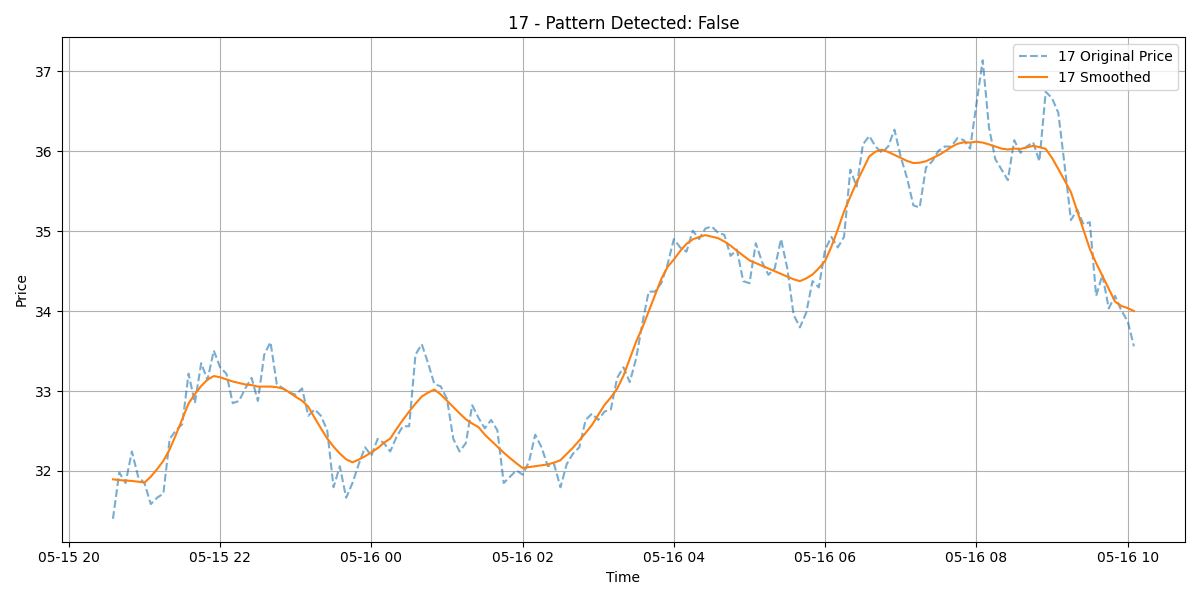 17 - Pattern Detected: False
17 Original Price
17 Smoothed
Price
37
36
35
34
33
32
05-15 20
05-15 22
05-16 00
05-16 02
05-16 04
05-16 06
05-16 08
05-16 10
Time